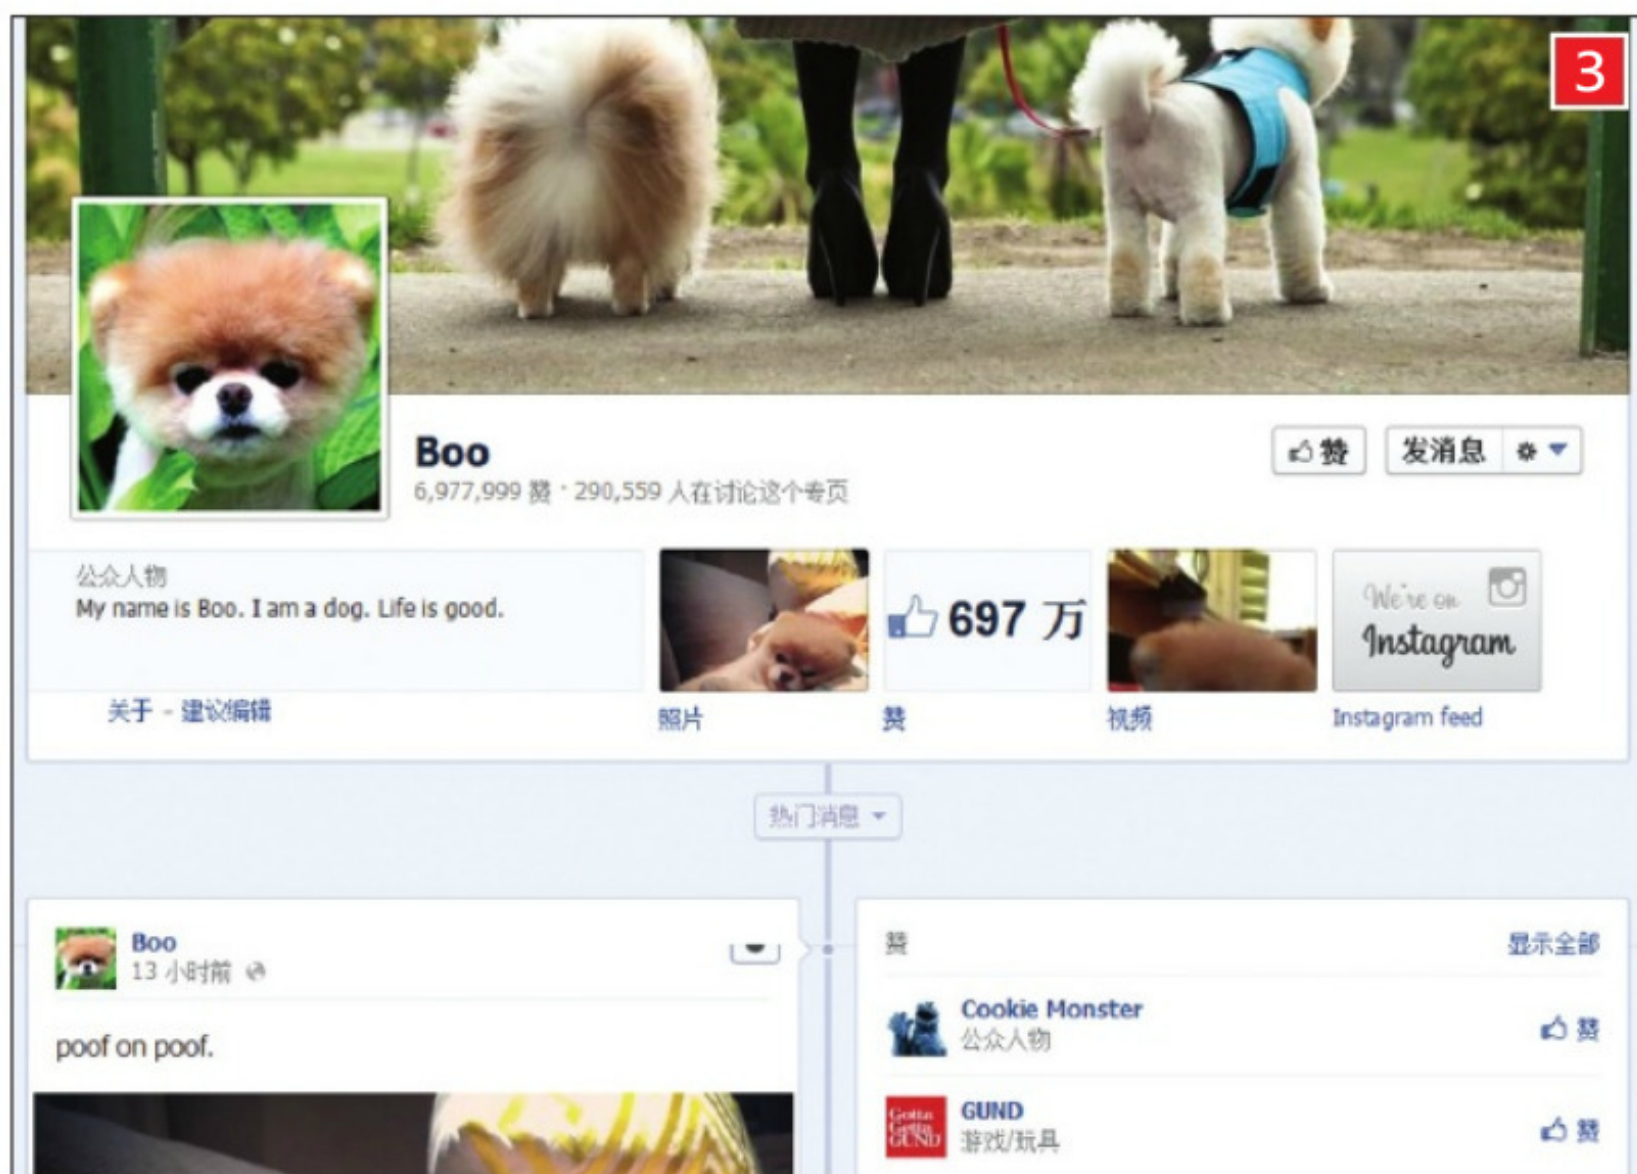 3
Boo
赞
发消息
6,977,999 赞 · 290,559 人在讨论这个专页
公众人物
My name is Boo. I am a dog. Life is good.
697 万
We're on
Instagram
关于 - 建议编辑
照片
赞
视频
Instagram feed
热门消息
Boo
13 小时前
poof on poof.
赞
显示全部
Cookie Monster
公众人物
赞
Gotta
Getta
GUND
GUND
游戏/玩具
赞